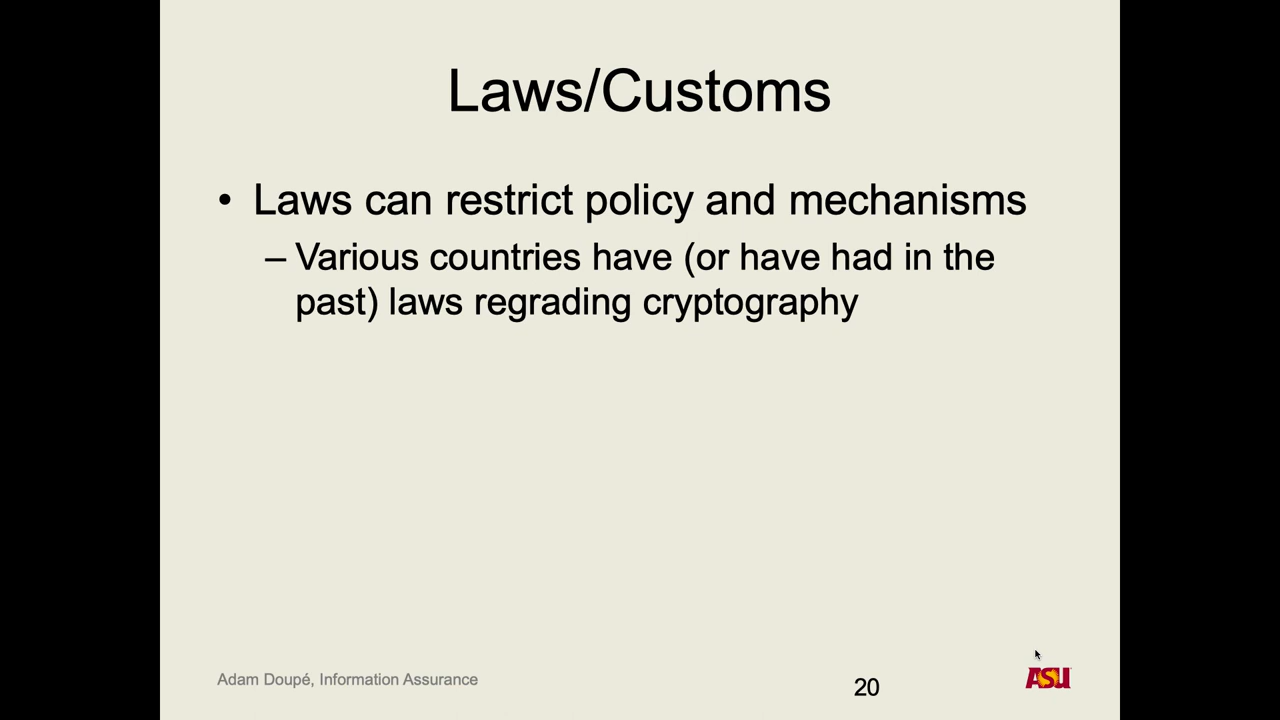 Laws/Customs
• Laws can restrict policy and mechanisms
– Various countries have (or have had in the
past) laws regrading cryptography
Adam Doupé, Information Assurance
20
ASU